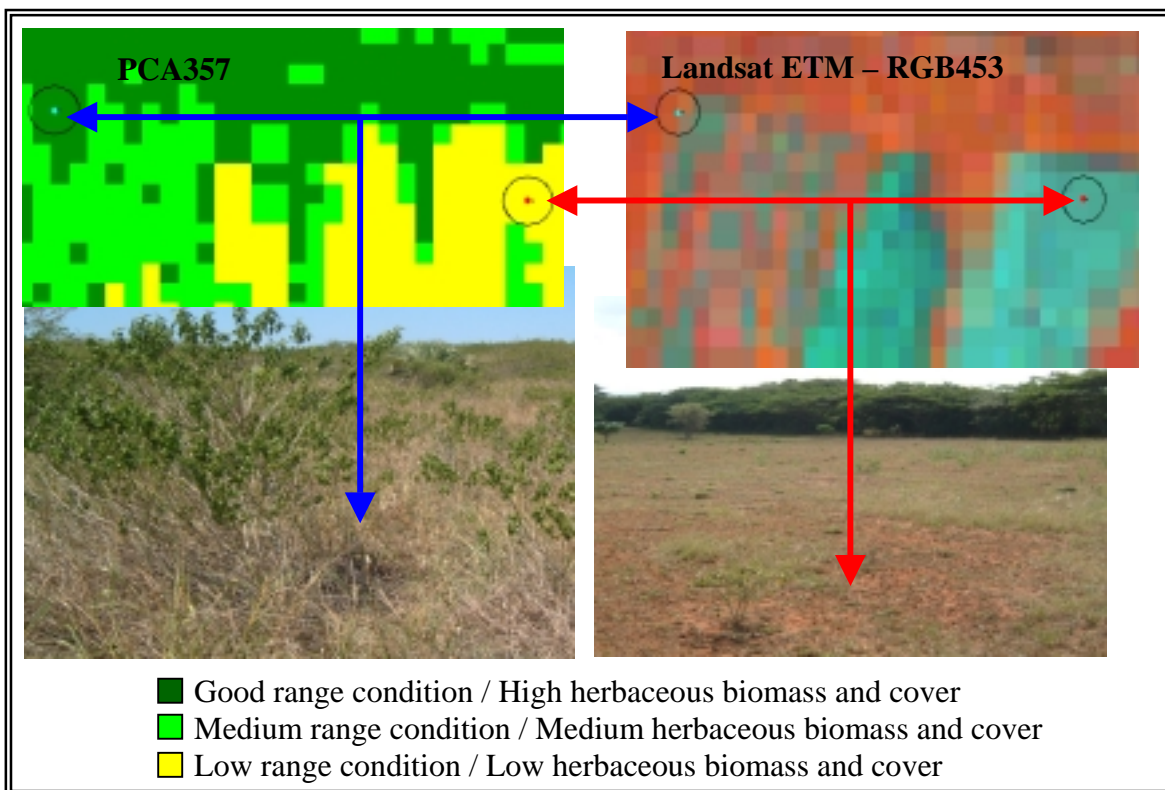 PCA357
Landsat ETM – RGB453
Good range condition / High herbaceous biomass and cover
Medium range condition / Medium herbaceous biomass and cover
Low range condition / Low herbaceous biomass and cover